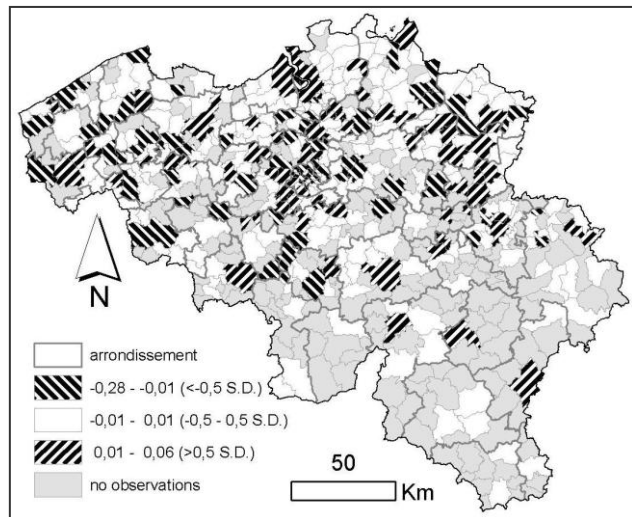 N
arrondissement
-0,28 - -0,01 (<-0,5 S.D.)
-0,01 - 0,01 (-0,5 - 0,5 S.D.)
0,01 - 0,06 (>0,5 S.D.)
no observations
50
Km